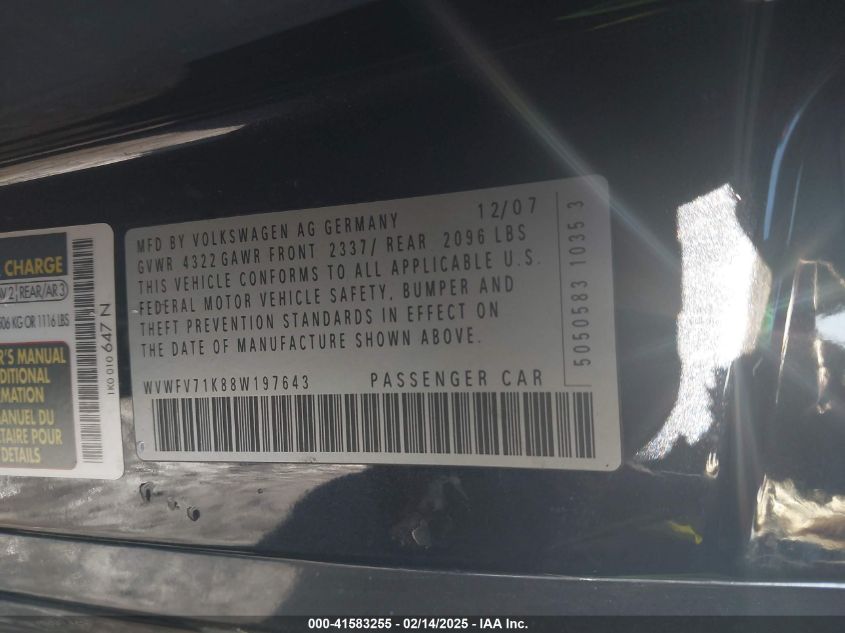 CHARGE
2; REAR/AR 3
KG OR 1116 LBS
'S MANUAL
DITIONAL
RMATION
MANUEL DU
TAIRE POUR
DETAILS
1K0 010 647 N
12/07
MFD BY VOLKSWAGEN AG GERMANY
GVWR 4322 GAWR FRONT 2337/ REAR 2096 LBS
THIS VEHICLE CONFORMS TO ALL APPLICABLE U.S.
FEDERAL MOTOR VEHICLE SAFETY, BUMPER AND
THEFT PREVENTION STANDARDS IN EFFECT ON
THE DATE OF MANUFACTURE SHOWN ABOVE.
WVWFV71K88W197643 PASSENGER CAR
5050583 1035 3
000-41583255 - 02/14/2025 - IAA Inc.